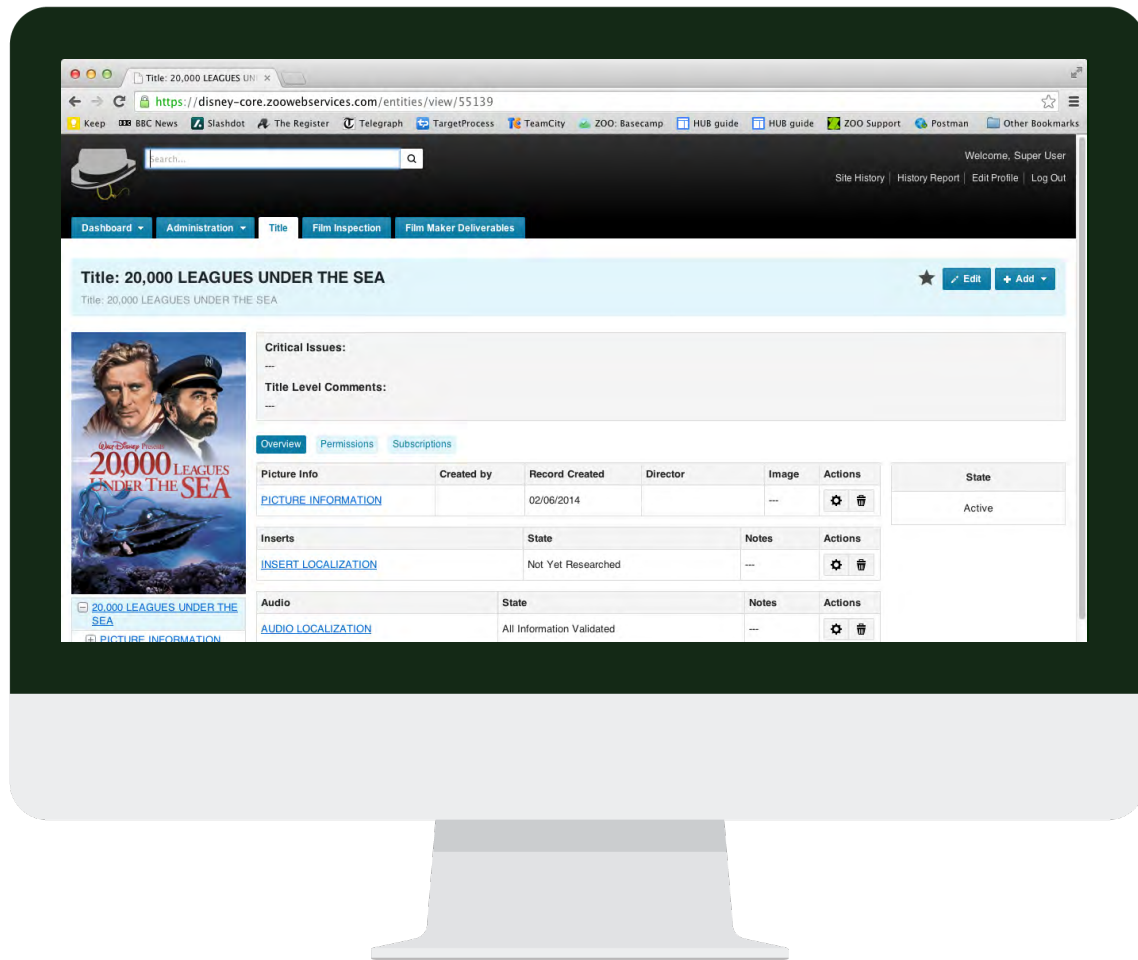 Title: 20,000 LEAGUES UN
https://disney-core.zoowebservices.com/entities/view/55139
Keep BBC News Slashdot The Register Telegraph TargetProcess TeamCity ZOO: Basecamp HUB guide HUB guide ZOO Support Postman Other Bookmarks
Search...
Welcome, Super User
Site History | History Report | Edit Profile | Log Out
Dashboard Administration Title Film Inspection Film Maker Deliverables
Title: 20,000 LEAGUES UNDER THE SEA
Edit + Add
Title: 20,000 LEAGUES UNDER THE SEA
Critical Issues:
---
Title Level Comments:
---
Walt Disney Presents
20,000 LEAGUES
UNDER THE SEA
Overview Permissions Subscriptions
Picture Info Created by Record Created Director Image Actions
PICTURE INFORMATION 02/06/2014 ---
State
Active
Inserts State Notes Actions
INSERT LOCALIZATION Not Yet Researched ---
Audio State Notes Actions
AUDIO LOCALIZATION All Information Validated ---
20,000 LEAGUES UNDER THE
SEA
PICTURE INFORMATION